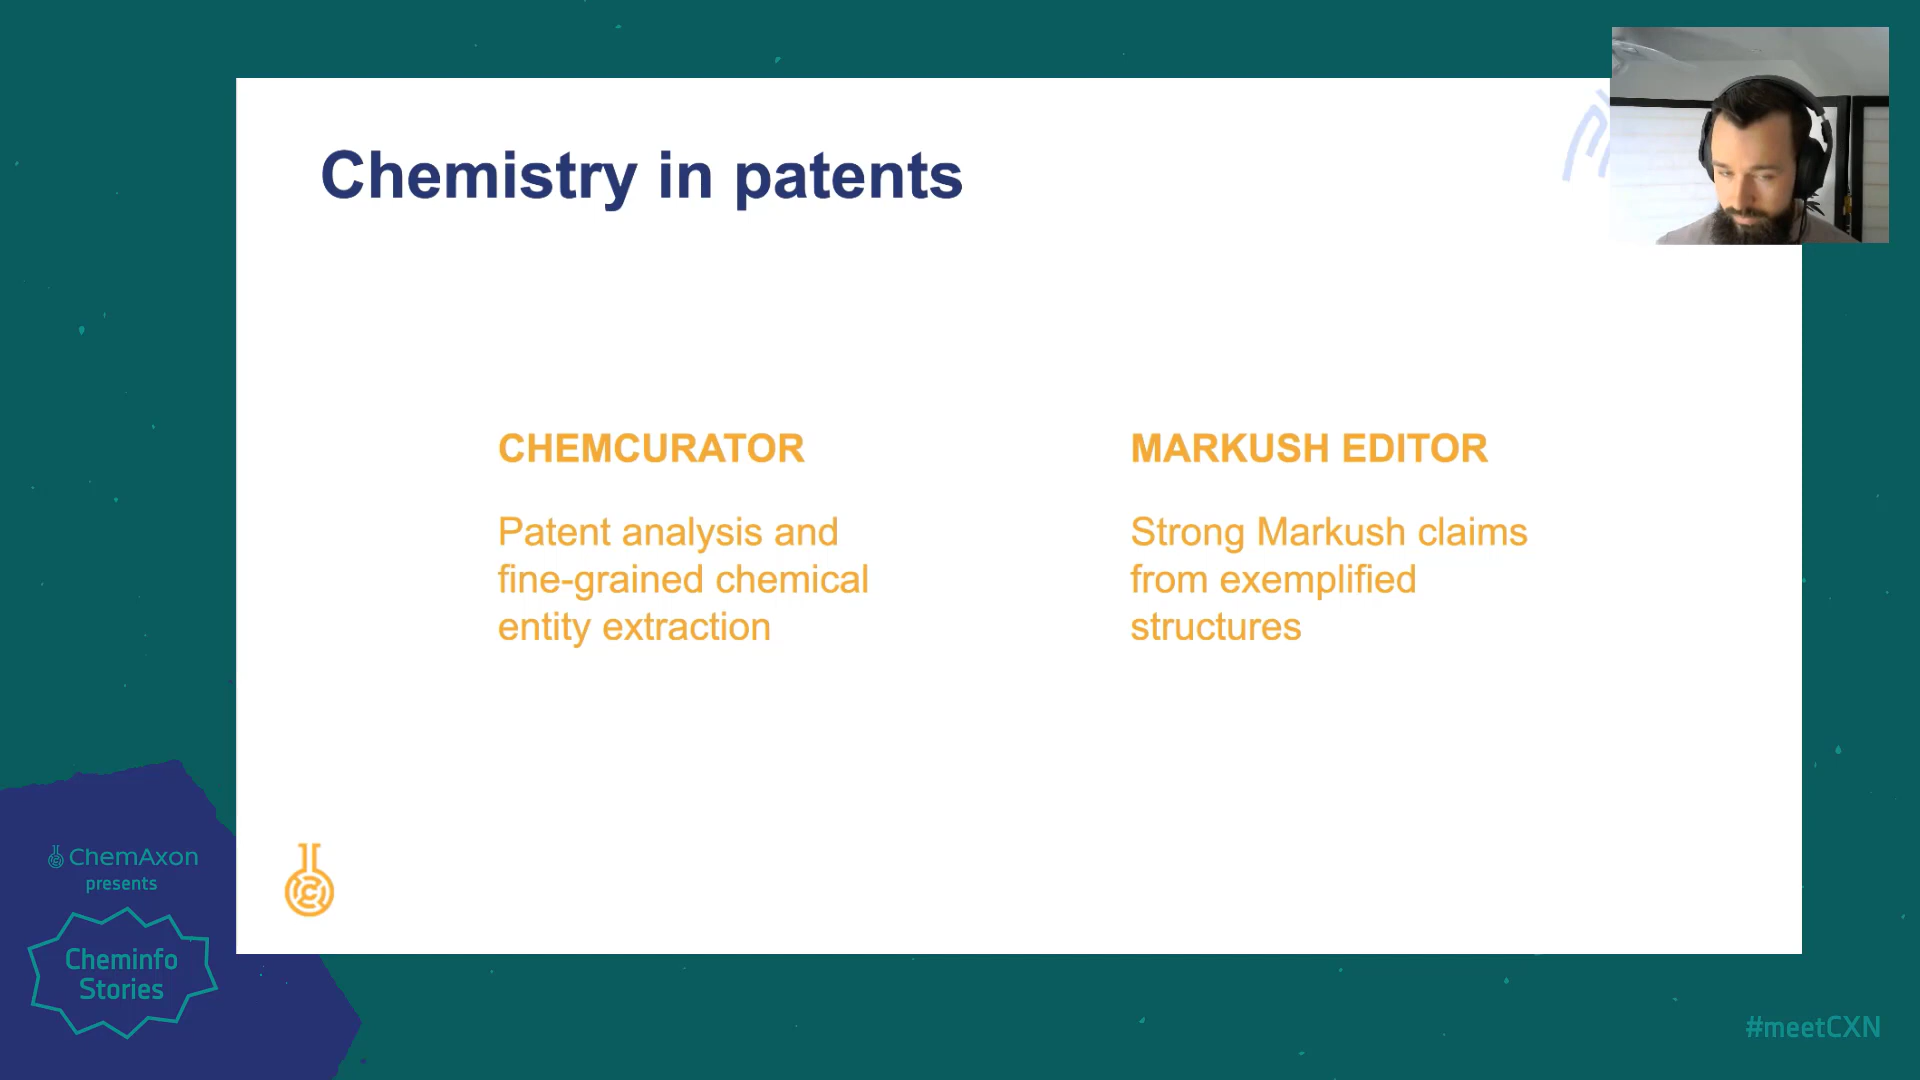 Chemistry in patents
CHEMCURATOR
Patent analysis and
fine-grained chemical
entity extraction
MARKUSH EDITOR
Strong Markush claims
from exemplified
structures
ChemAxon
presents
Cheminfo
Stories
#meetCXN